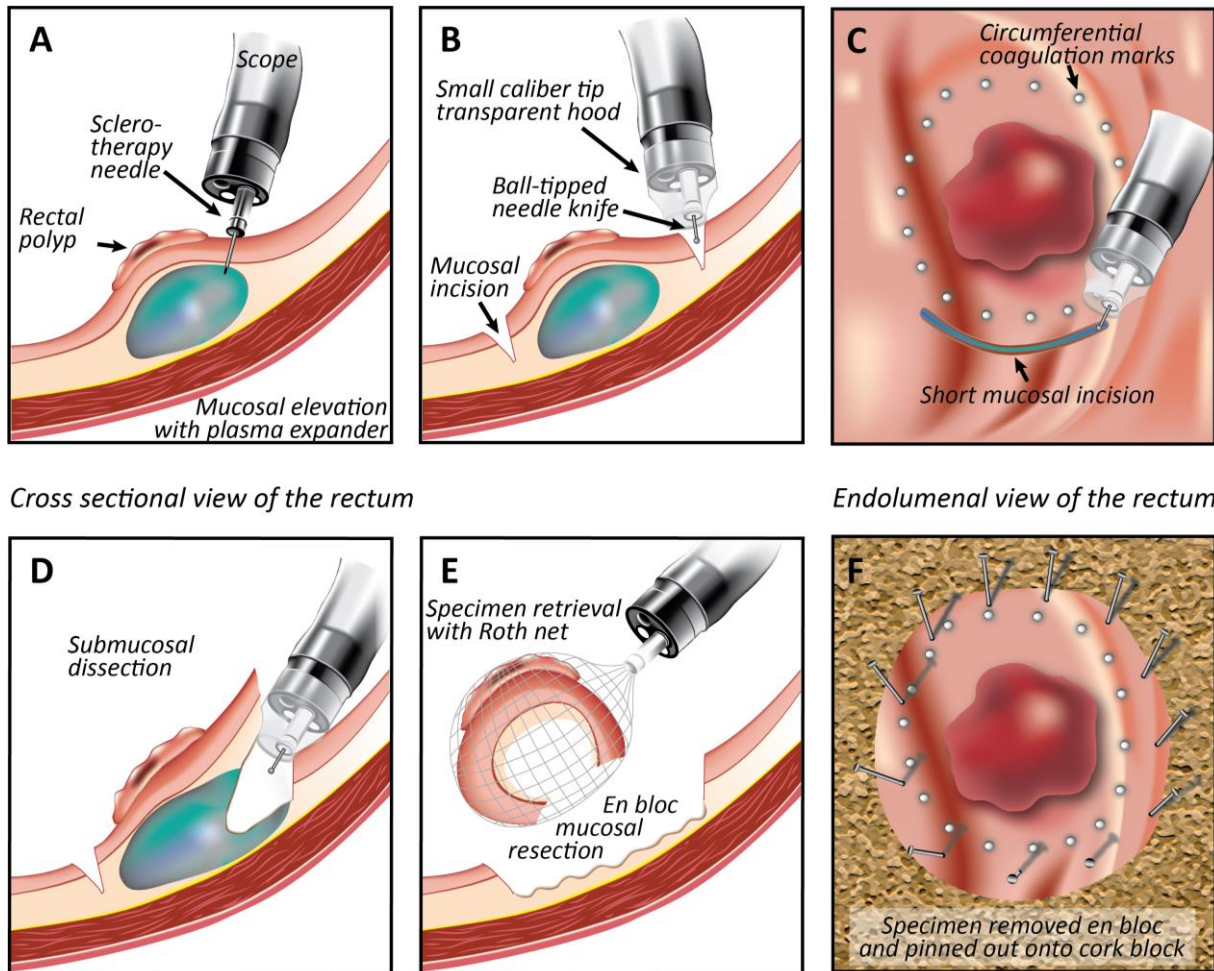 A
Scope
Sclero-
therapy
needle
Rectal
polyp
Mucosal elevation
with plasma expander
B
Small caliber tip
transparent hood
Ball-tipped
needle knife
Mucosal
incision
C
Circumferential
coagulation marks
Short mucosal incision
Cross sectional view of the rectum
Endolumenal view of the rectum
D
Submucosal
dissection
E
Specimen retrieval
with Roth net
En bloc
mucosal
resection
F
Specimen removed en bloc
and pinned out onto cork block